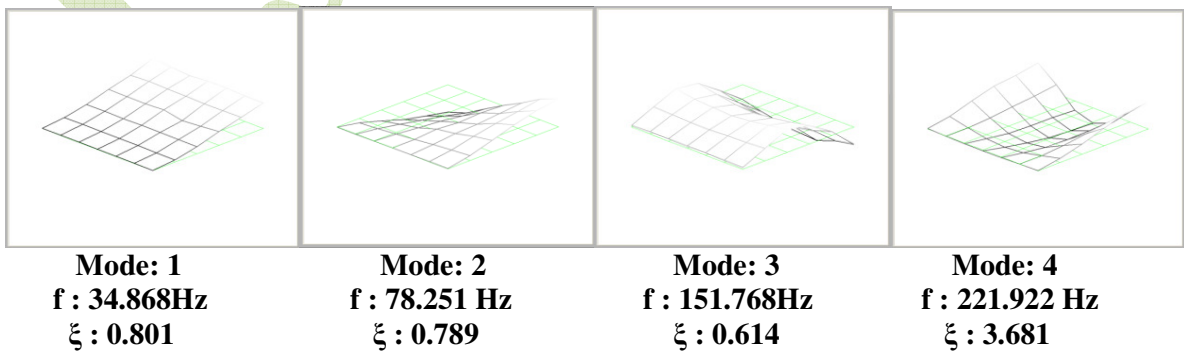 Mode: 1
f : 34.868Hz
ξ : 0.801
Mode: 2
f : 78.251 Hz
ξ : 0.789
Mode: 3
f : 151.768Hz
ξ : 0.614
Mode: 4
f : 221.922 Hz
ξ : 3.681